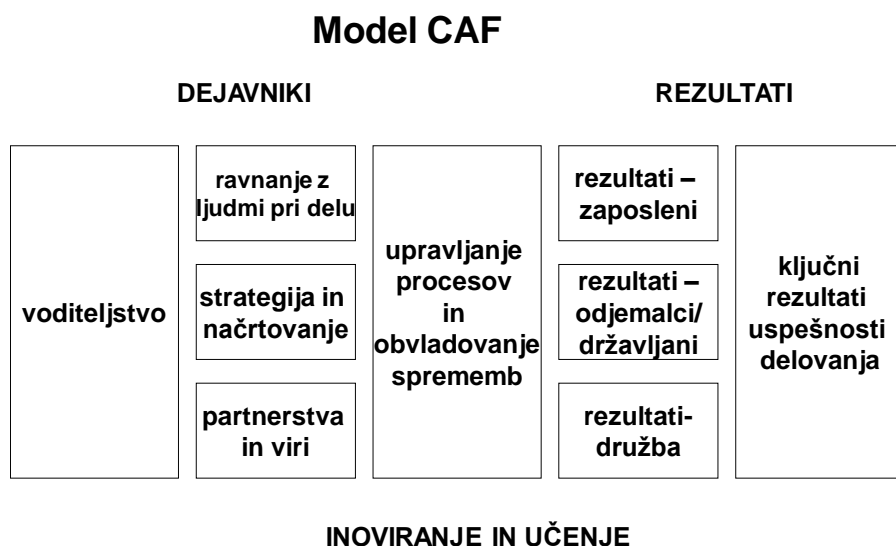 Model CAF
DEJAVNIKI
REZULTATI
voditeljstvo
ravnanje z
ljudmi pri delu
strategija in
načrtovanje
partnerstva
in viri
upravljanje
procesov
in
obvladovanje
sprememb
rezultati –
zaposleni
rezultati –
odjemalci/
državljani
rezultati-
družba
ključni
rezultati
uspešnosti
delovanja
INOVIRANJE IN UČENJE